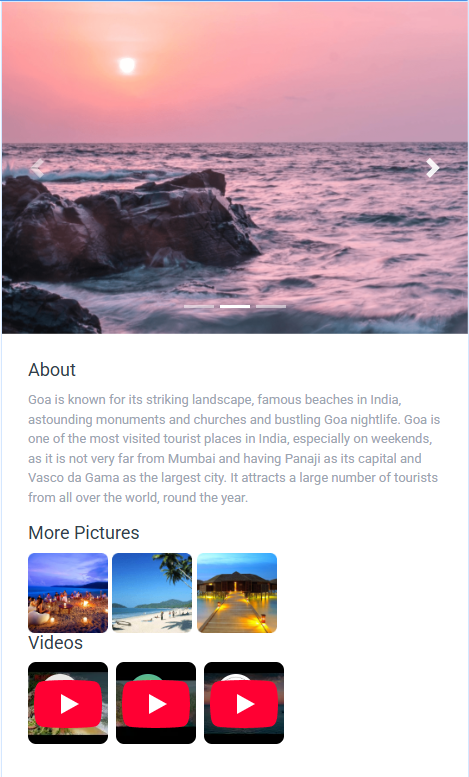 About
Goa is known for its striking landscape, famous beaches in India,
astounding monuments and churches and bustling Goa nightlife. Goa is
one of the most visited tourist places in India, especially on weekends,
as it is not very far from Mumbai and having Panaji as its capital and
Vasco da Gama as the largest city. It attracts a large number of tourists
from all over the world, round the year.
More Pictures
Videos